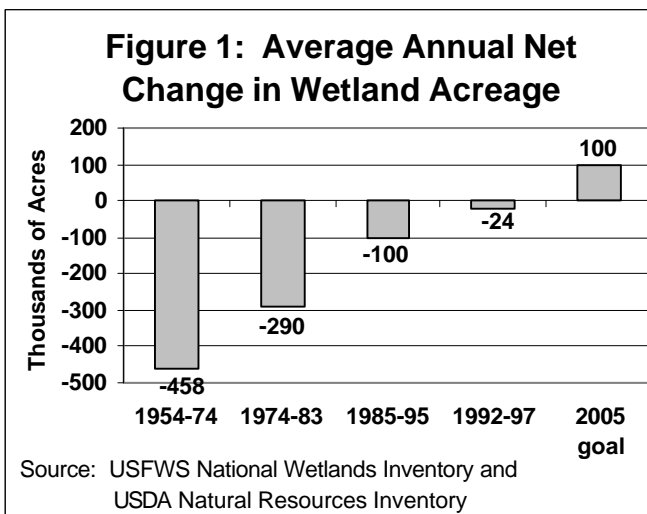 Figure 1: Average Annual Net
Change in Wetland Acreage
Thousands of Acres
200
100
0
-100
-200
-300
-400
-500
-458
-290
-100
-24
100
1954-74 1974-83 1985-95 1992-97 2005
goal
Source: USFWS National Wetlands Inventory and
USDA Natural Resources Inventory